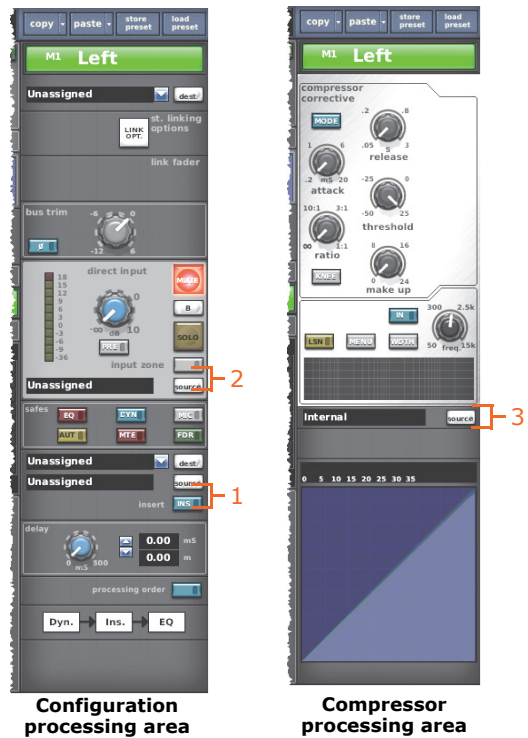 copy paste store preset load preset
M1 Left
Unassigned dest
LINK OPT. st. linking options
link fader
bus trim
-6 0
-12 6
ø
direct input
18
15
12
9
6
3
0
-3
-6
-9
-36
MUTE
0
-∞ dB 10
B
PRE
SOLO
input zone
Unassigned source
2
safes
EQ DYN MIC
AUT MTE FDR
Unassigned dest
Unassigned source
1
insert INS
delay
0 mS 500
0.00 mS
0.00 m
processing order
Dyn. Ins. EQ
Configuration
processing area
copy paste store preset load preset
M1 Left
compressor
corrective
MODE
.2 .8
.05 s 3
release
1 6
.2 mS 20
attack
-25 0
-50 25
threshold
10:1 3:1
∞ 1:1
ratio
8 16
0 24
make up
KNEE
IN
300 2.5k
50 freq. 15k
LSN MENU WDTH
Internal source
3
0 5 10 15 20 25 30 35
Compressor
processing area